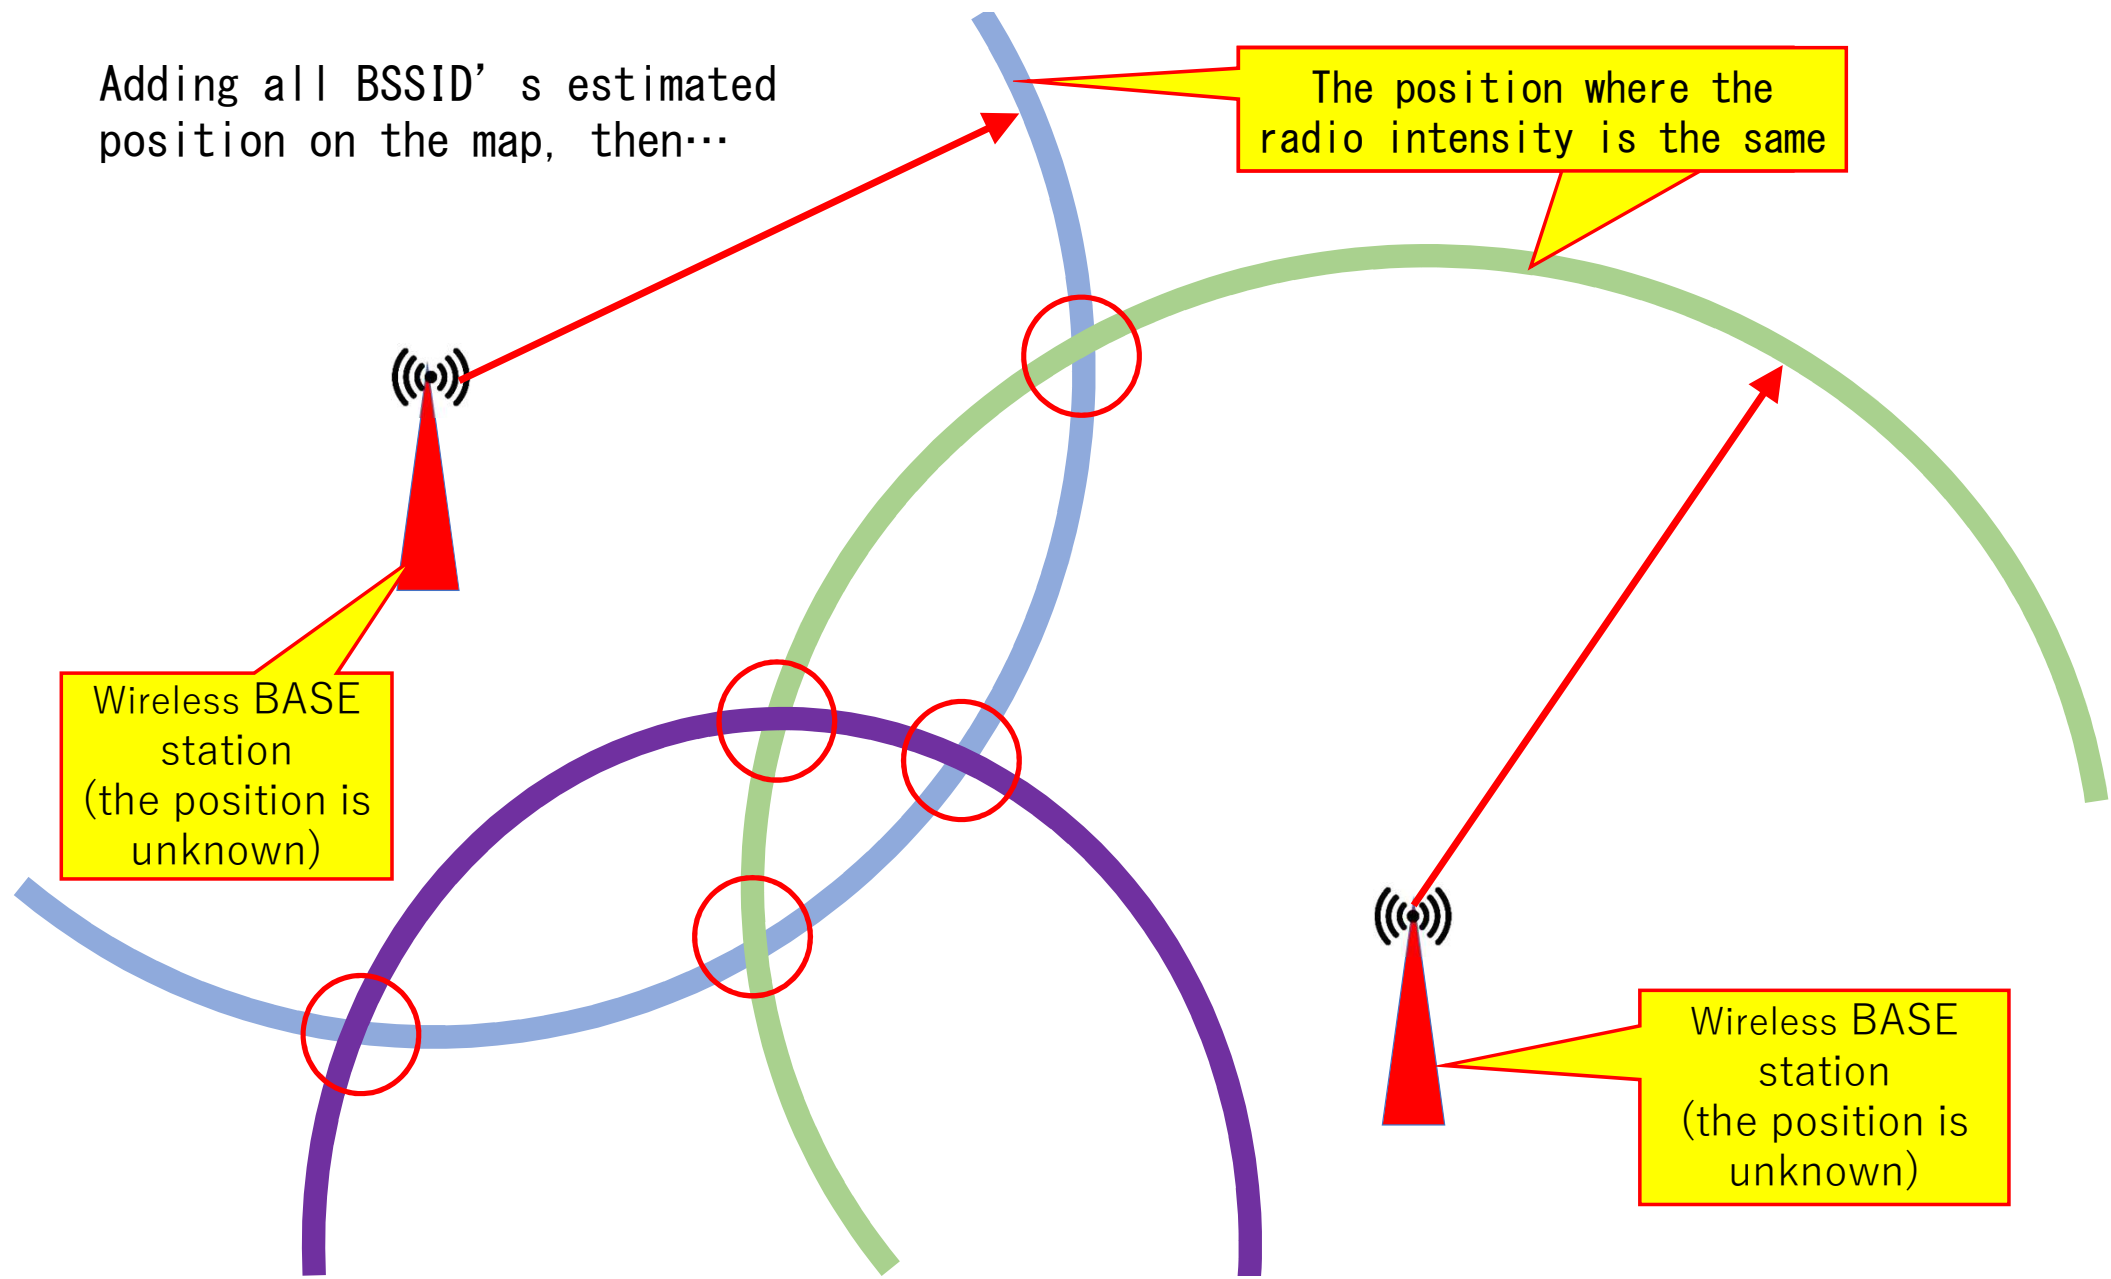 Adding all BSSID’s estimated
position on the map, then…
The position where the
radio intensity is the same
Wireless BASE
station
(the position is
unknown)
Wireless BASE
station
(the position is
unknown)